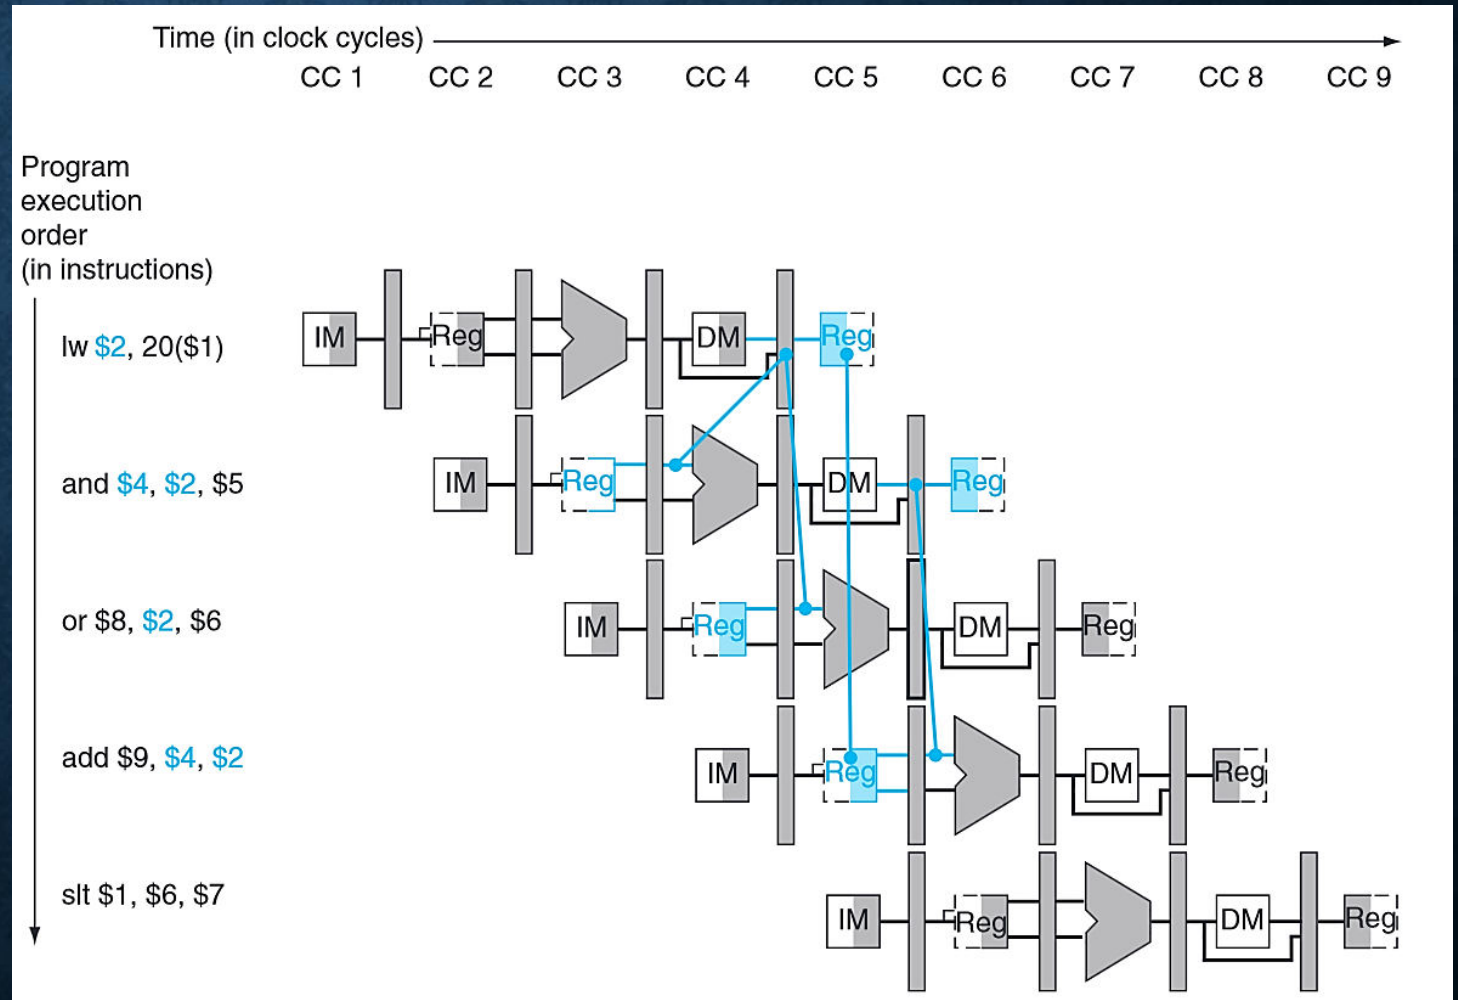 Time (in clock cycles)
CC 1 CC 2 CC 3 CC 4 CC 5 CC 6 CC 7 CC 8 CC 9
Program
execution
order
(in instructions)
lw $2, 20($1)
IM Reg DM Reg
and $4, $2, $5
IM Reg DM Reg
or $8, $2, $6
IM Reg DM Reg
add $9, $4, $2
IM Reg DM Reg
slt $1, $6, $7
IM Reg DM Reg